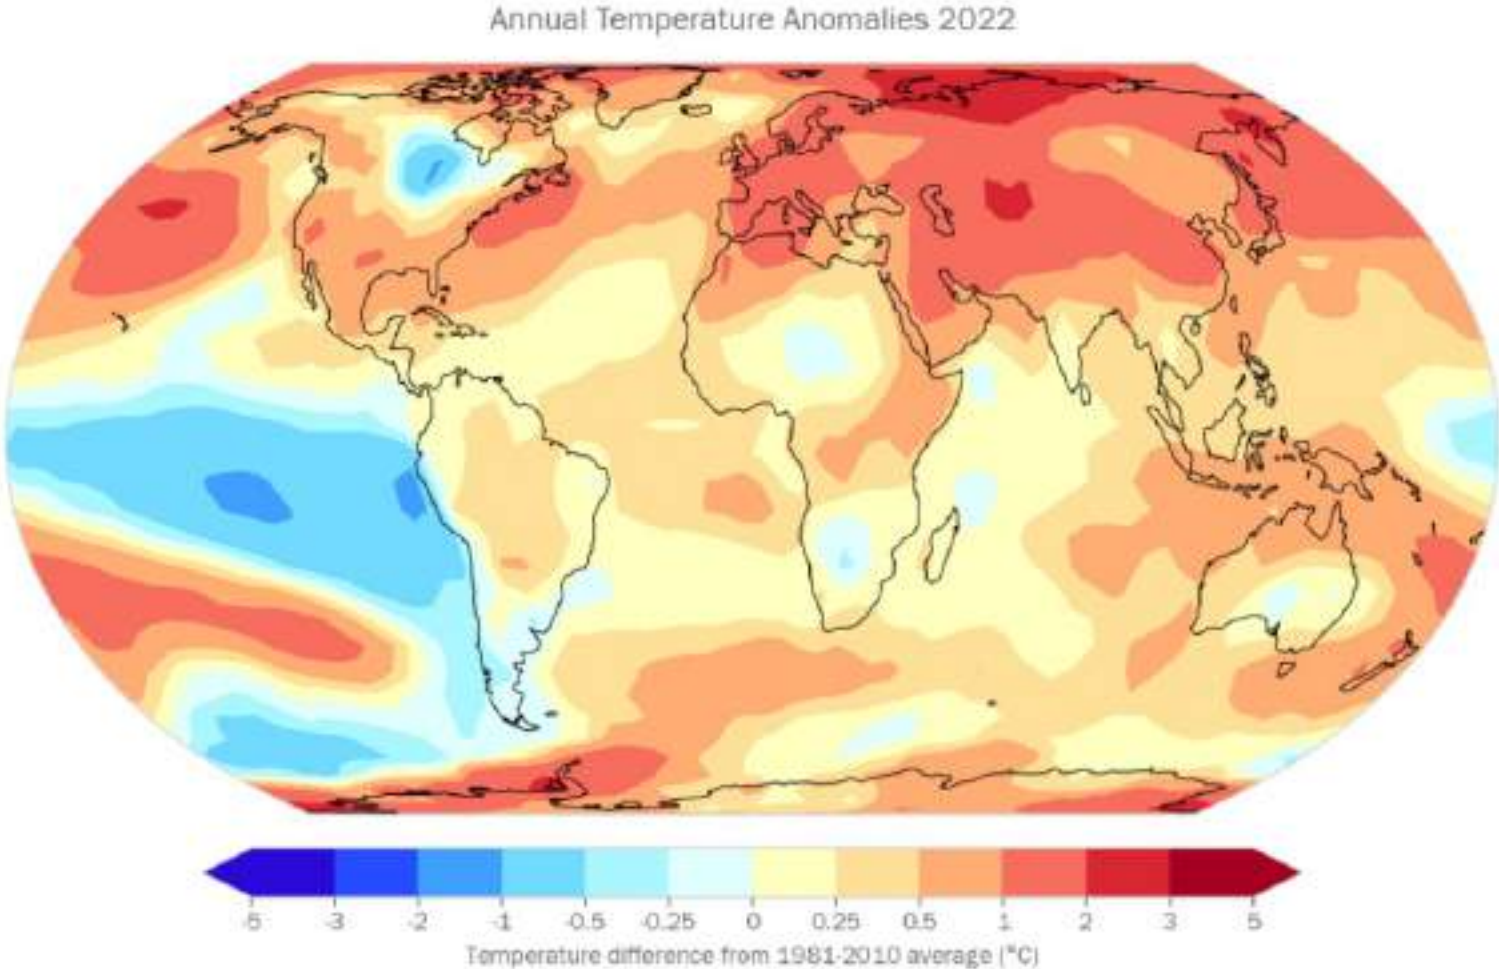 Annual Temperature Anomalies 2022
-5 -3 -2 -1 -0.5 -0.25 0 0.25 0.5 1 2 3 5
Temperature difference from 1981-2010 average (°C)